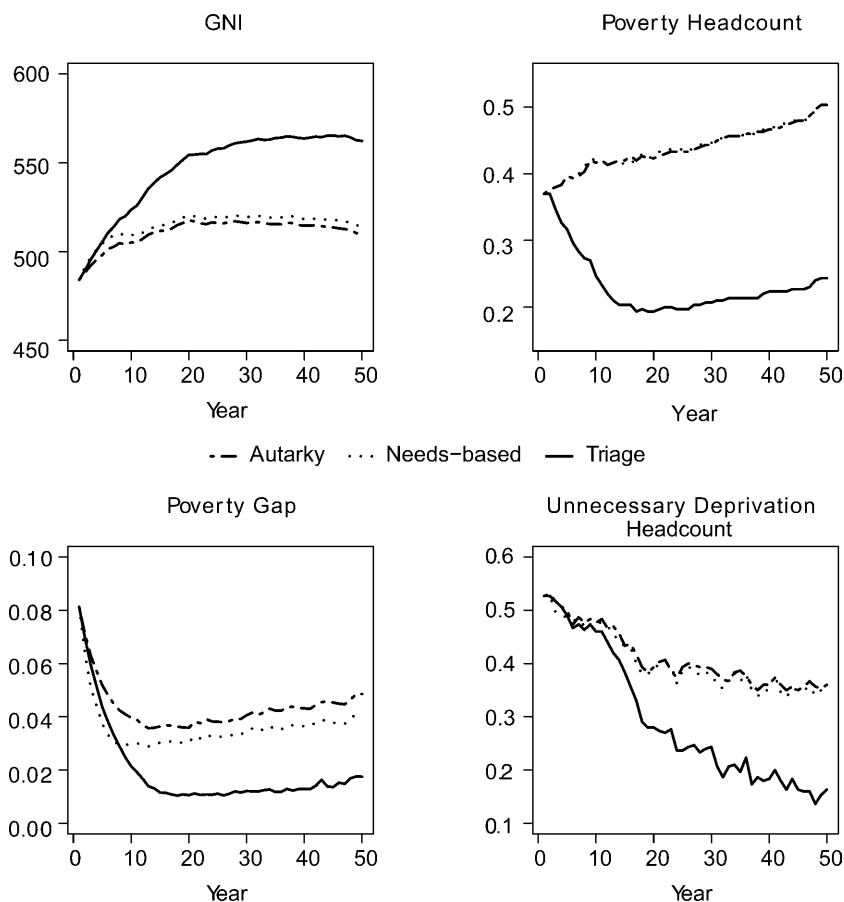 GNI
600
550
500
450
0 10 20 30 40 50
Year
Poverty Headcount
0.5
0.4
0.3
0.2
0 10 20 30 40 50
Year
Autarky Needs−based Triage
Poverty Gap
0.10
0.08
0.06
0.04
0.02
0.00
0 10 20 30 40 50
Year
Unnecessary Deprivation
Headcount
0.6
0.5
0.4
0.3
0.2
0.1
0 10 20 30 40 50
Year